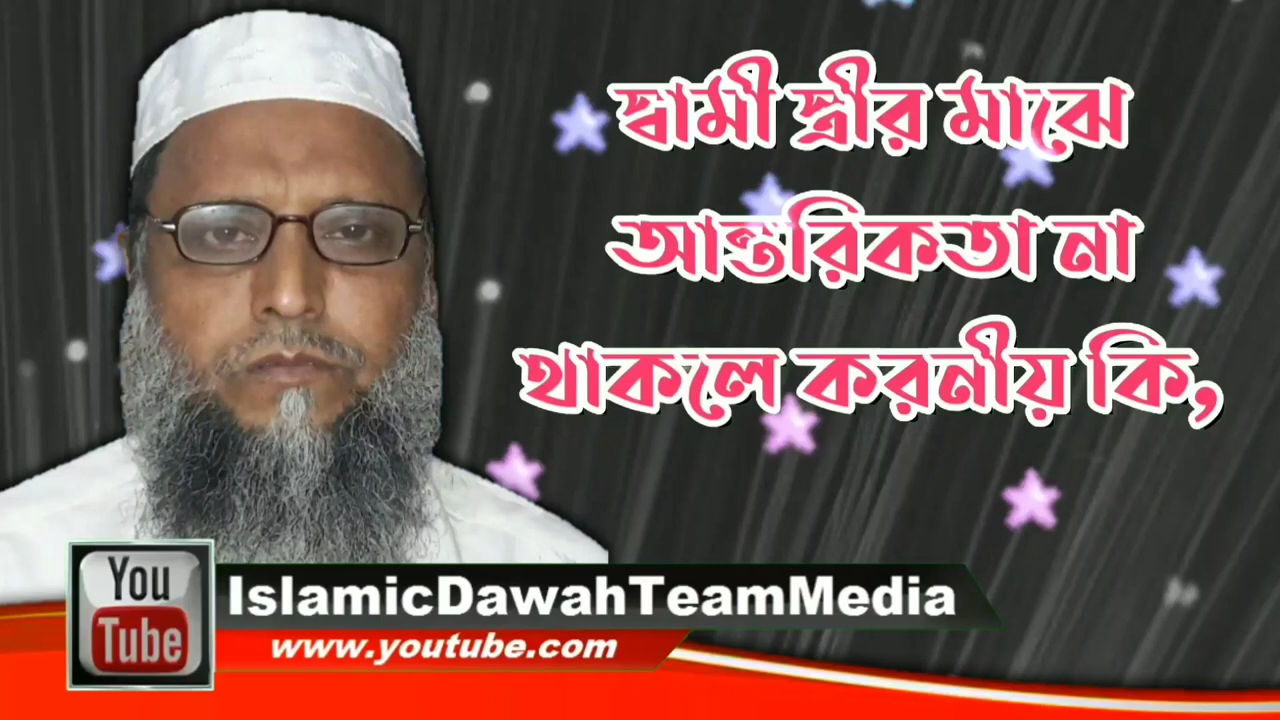 স্বামী স্ত্রীর মাঝে
আন্তরিকতা না
থাকলে করনীয় কি,
You
Tube
IslamicDawahTeamMedia
www.youtube.com